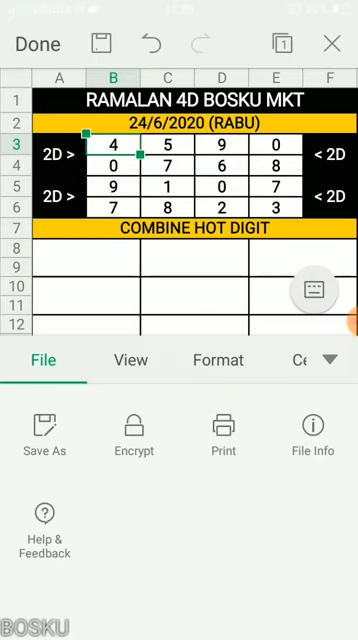 Done
1
A B C D E F
1 RAMALAN 4D BOSKU MKT
2 24/6/2020 (RABU)
3 2D > 4 5 9 0 < 2D
4 0 7 6 8
5 2D > 9 1 0 7 < 2D
6 7 8 2 3
7 COMBINE HOT DIGIT
8
9
10
11
12
File View Format Ce
Save As Encrypt Print File Info
Help &
Feedback
BOSKU